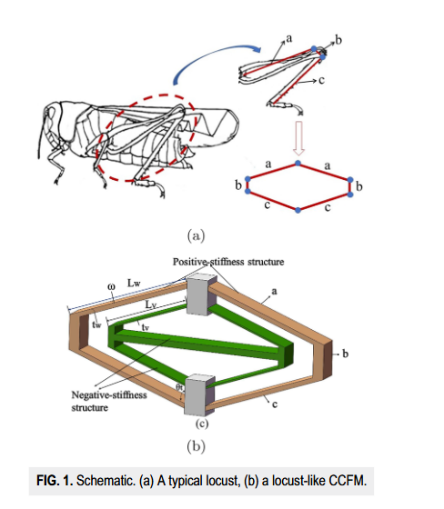 a
b
c
a
a
b
b
c
c
(a)
Positive-stiffness structure
ω
Lw
a
Lv
tw
tv
b
Negative-stiffness
structure
θ
c
(c)
(b)
FIG. 1. Schematic. (a) A typical locust, (b) a locust-like CCFM.